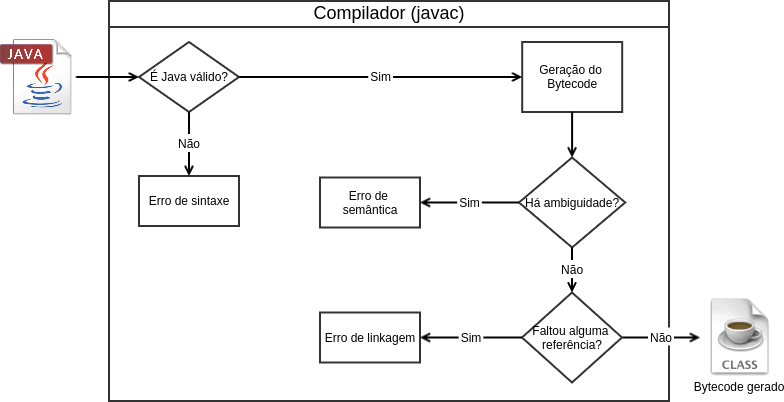 Compilador (javac)
JAVA
É Java válido?
Sim
Geração do
Bytecode
Não
Erro de sintaxe
Erro de
semântica
Sim
Há ambiguidade?
Não
Erro de linkagem
Sim
Faltou alguma
referência?
Não
CLASS
Bytecode gerado